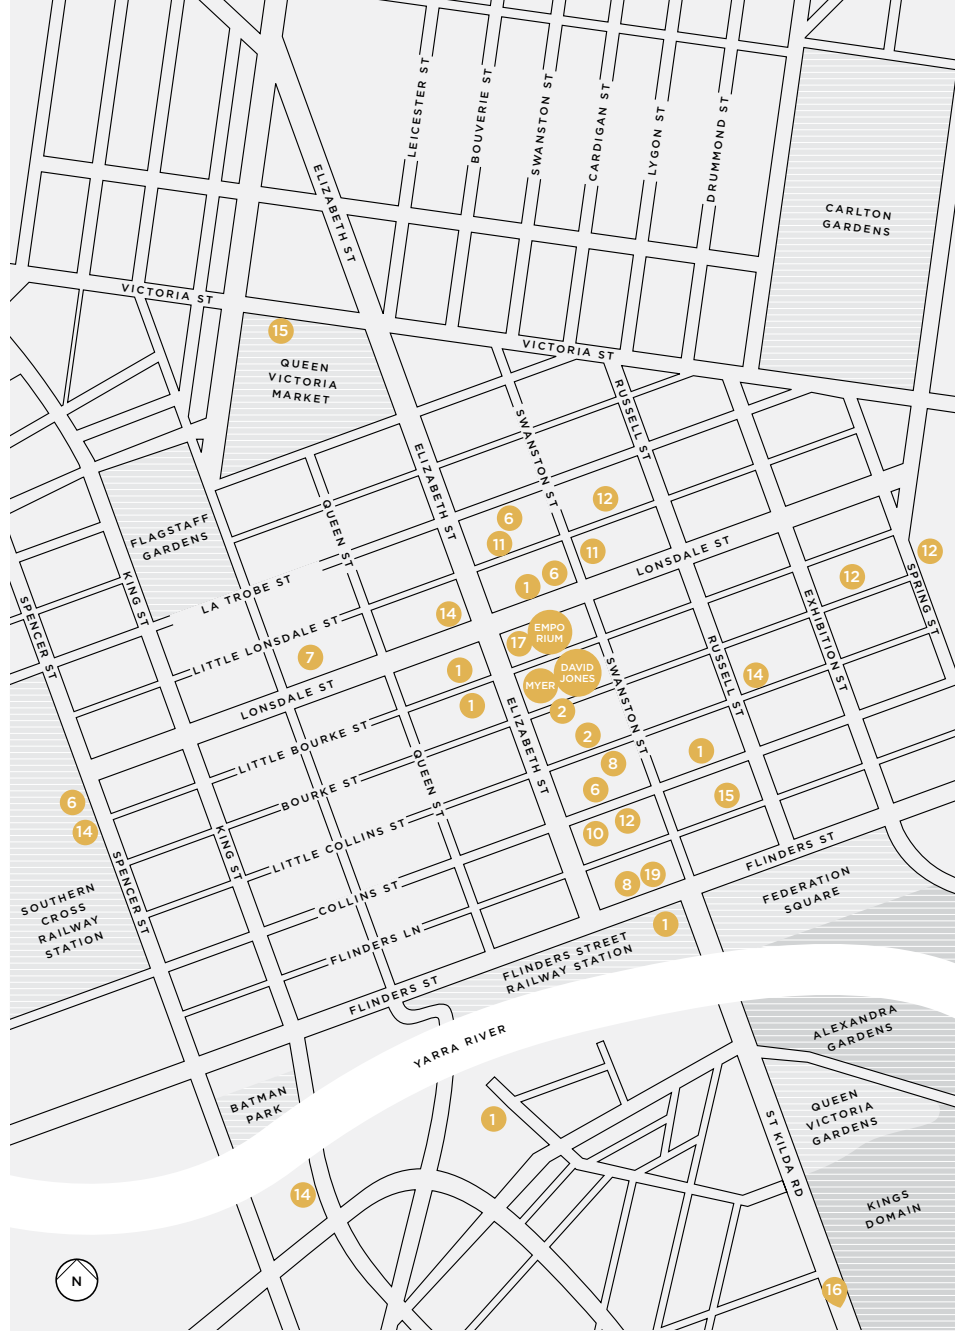 LEICESTER ST
BOUVERIE ST
SWANSTON ST
CARDIGAN ST
LYGON ST
DRUMMOND ST
ELIZABETH ST
CARLTON
GARDENS
VICTORIA ST
15
QUEEN
VICTORIA
MARKET
VICTORIA ST
RUSSELL ST
SWANSTON ST
ELIZABETH ST
QUEEN ST
12
6
11
11
FLAGSTAFF
GARDENS
LONSDALE ST
12
12
1
6
LA TROBE ST
KING ST
SPENCER ST
EXHIBITION ST
SPRING ST
14
LITTLE LONSDALE ST
7
EMPO
RIUM
17
1
DAVID
JONES
MYER
SWANSTON ST
RUSSELL ST
14
LONSDALE ST
1
2
ELIZABETH ST
2
LITTLE BOURKE ST
1
8
QUEEN ST
BOURKE ST
6
15
6
14
12
10
LITTLE COLLINS ST
KING ST
SPENCER ST
FLINDERS ST
8
19
COLLINS ST
FEDERATION
SQUARE
SOUTHERN
CROSS
RAILWAY
STATION
1
FLINDERS LN
FLINDERS STREET
RAILWAY STATION
FLINDERS ST
YARRA RIVER
ALEXANDRA
GARDENS
BATMAN
PARK
1
QUEEN
VICTORIA
GARDENS
ST KILDA RD
14
KINGS
DOMAIN
N
16